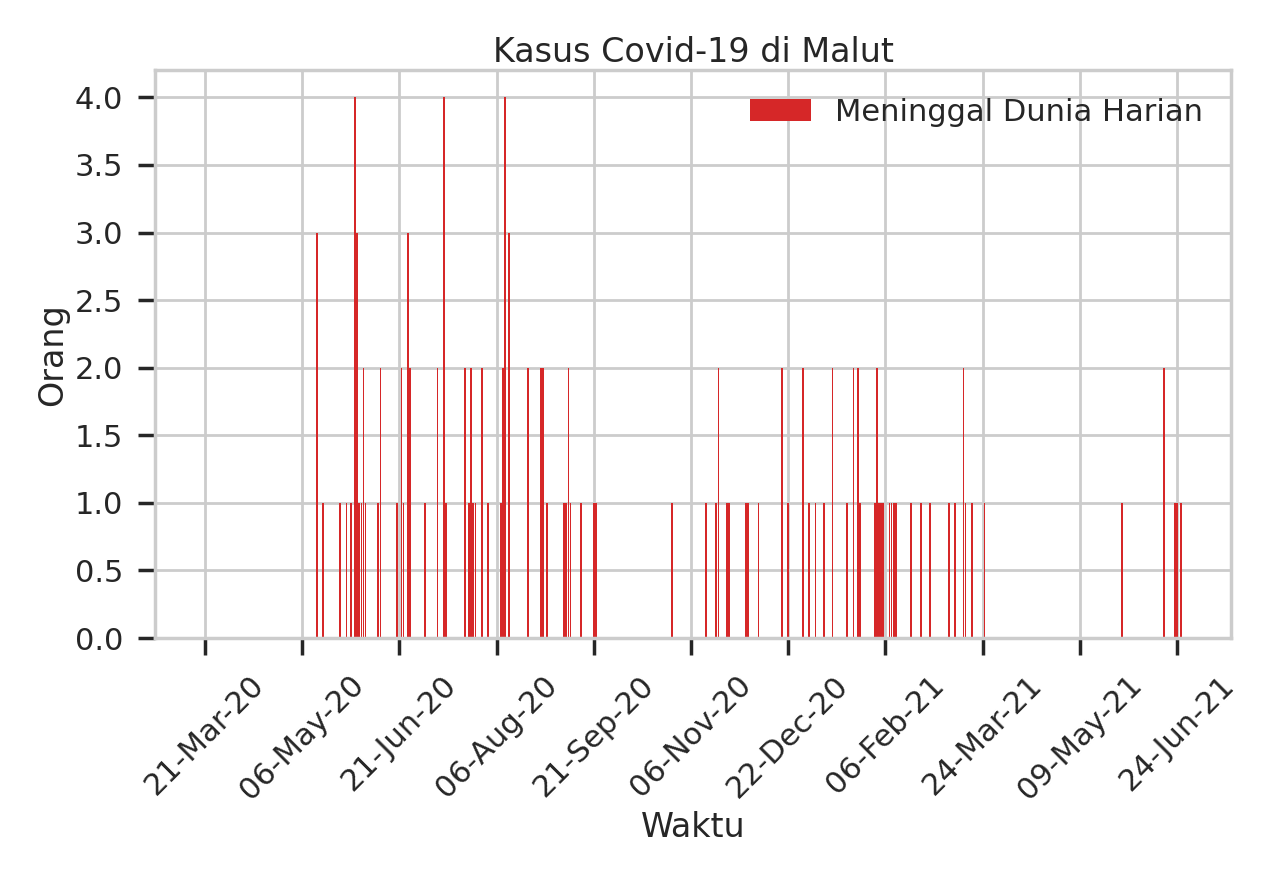 Kasus Covid-19 di Malut
Meninggal Dunia Harian
Orang
4.0
3.5
3.0
2.5
2.0
1.5
1.0
0.5
0.0
21-Mar-20
06-May-20
21-Jun-20
06-Aug-20
21-Sep-20
06-Nov-20
22-Dec-20
06-Feb-21
24-Mar-21
09-May-21
24-Jun-21
Waktu